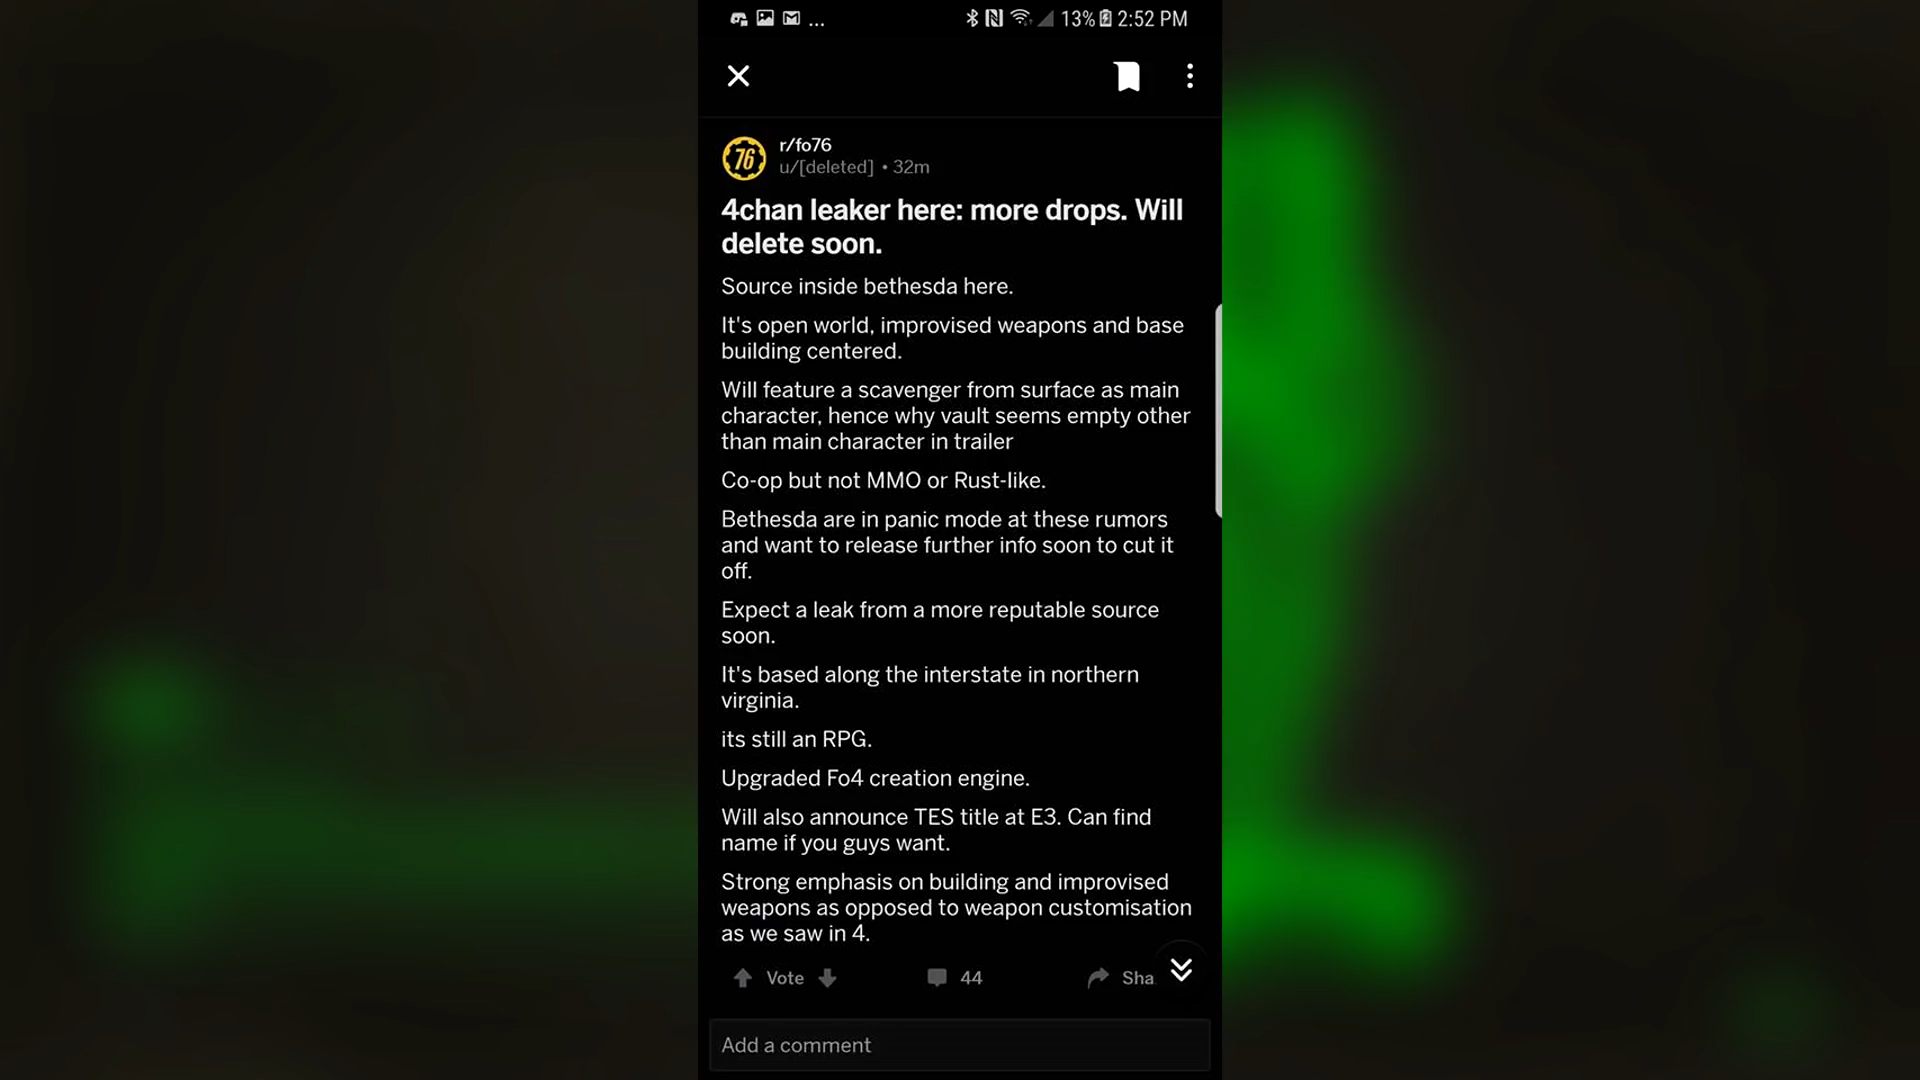 ... 13% 2:52 PM
r/fo76
76
u/[deleted] • 32m
4chan leaker here: more drops. Will
delete soon.
Source inside bethesda here.
It's open world, improvised weapons and base
building centered.
Will feature a scavenger from surface as main
character, hence why vault seems empty other
than main character in trailer
Co-op but not MMO or Rust-like.
Bethesda are in panic mode at these rumors
and want to release further info soon to cut it
off.
Expect a leak from a more reputable source
soon.
It's based along the interstate in northern
virginia.
its still an RPG.
Upgraded Fo4 creation engine.
Will also announce TES title at E3. Can find
name if you guys want.
Strong emphasis on building and improvised
weapons as opposed to weapon customisation
as we saw in 4.
Vote 44 Sha
Add a comment